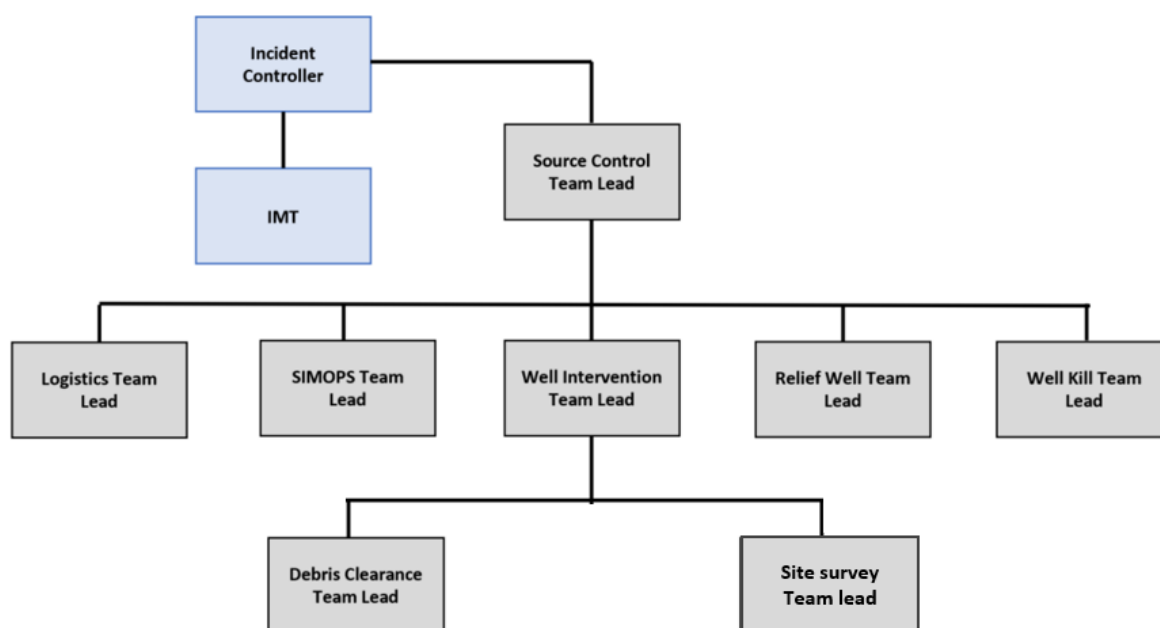 Incident
Controller
Source Control
Team Lead
IMT
Logistics Team
Lead
SIMOPS Team
Lead
Well Intervention
Team Lead
Relief Well Team
Lead
Well Kill Team
Lead
Debris Clearance
Team Lead
Site survey
Team lead